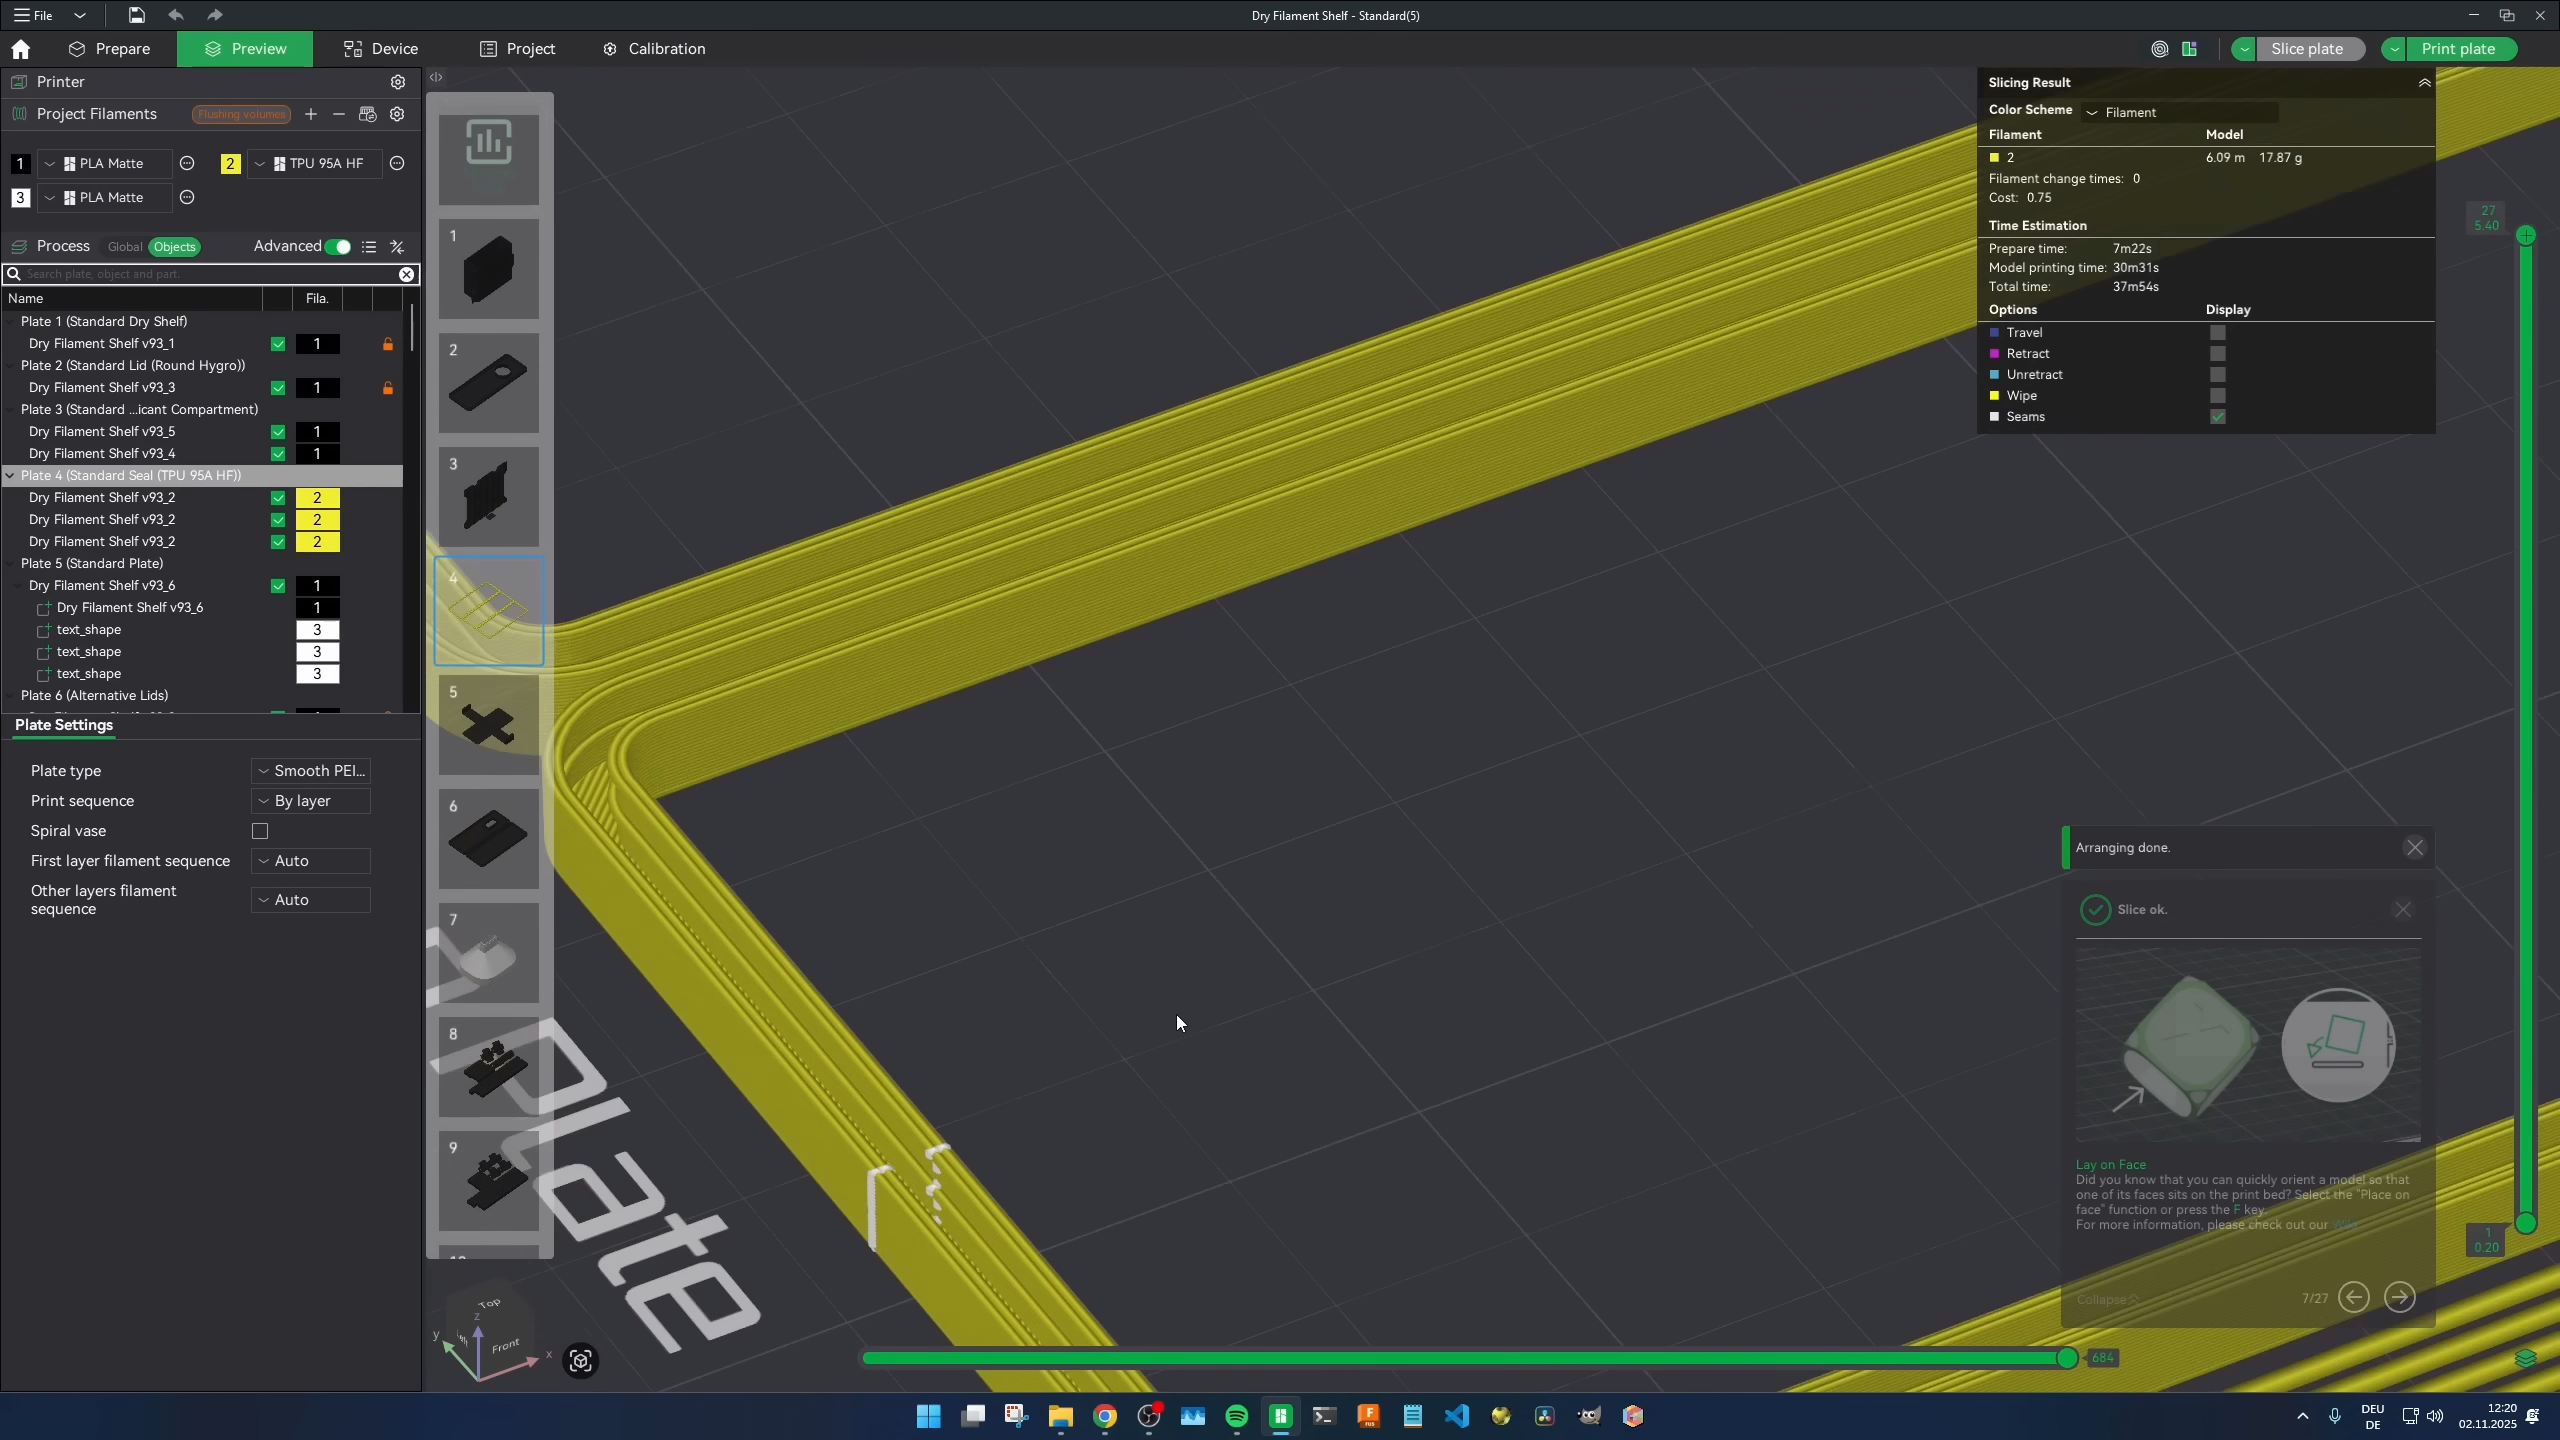 File
Dry Filament Shelf - Standard(5)
Prepare
Preview
Device
Project
Calibration
Slice plate
Print plate
Printer
Project Filaments
Flushing volumes
1 PLA Matte
2 TPU 95A HF
3 PLA Matte
Process Global Objects Advanced
Search plate, object and part.
Name Fila.
Plate 1 (Standard Dry Shelf)
Dry Filament Shelf v93_1 1
Plate 2 (Standard Lid (Round Hygro))
Dry Filament Shelf v93_3 1
Plate 3 (Standard ...icant Compartment)
Dry Filament Shelf v93_5 1
Dry Filament Shelf v93_4 1
Plate 4 (Standard Seal (TPU 95A HF))
Dry Filament Shelf v93_2 2
Dry Filament Shelf v93_2 2
Dry Filament Shelf v93_2 2
Plate 5 (Standard Plate)
Dry Filament Shelf v93_6 1
Dry Filament Shelf v93_6 1
text_shape 3
text_shape 3
text_shape 3
Plate 6 (Alternative Lids)
Plate Settings
Plate type Smooth PEI...
Print sequence By layer
Spiral vase
First layer filament sequence Auto
Other layers filament
sequence
Auto
1
2
3
4
5
6
7
8
9
Plate
Top
Front
z
y
x
Slicing Result
Color Scheme Filament
Filament Model
2 6.09 m 17.87 g
Filament change times: 0
Cost: 0.75
Time Estimation
Prepare time: 7m22s
Model printing time: 30m31s
Total time: 37m54s
Options Display
Travel
Retract
Unretract
Wipe
Seams
27
5.40
Arranging done.
Slice ok.
Lay on Face
Did you know that you can quickly orient a model so that
one of its faces sits on the print bed? Select the "Place on
face" function or press the F key.
For more information, please check out our
Collapse
7/27
1
0.20
684
DEU
DE
12:20
02.11.2025